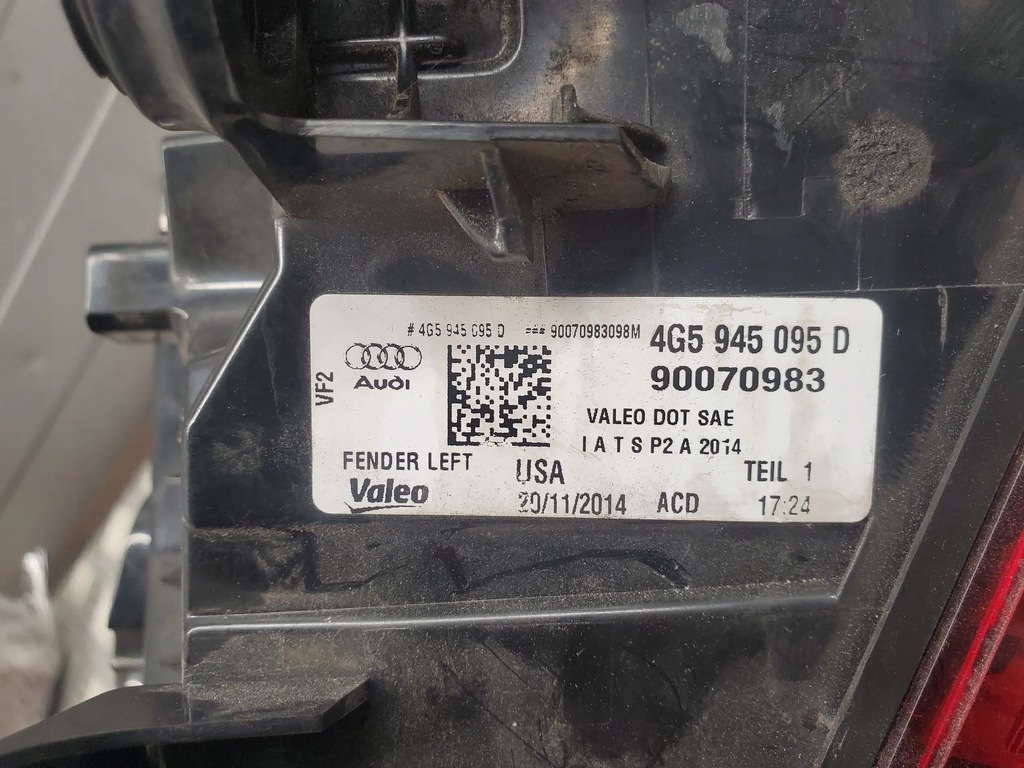 # 4G5 945 095 D === 90070983098M 4G5 945 095 D
90070983
Audi
VF2
VALEO DOT SAE
I A T S P2 A 2014
FENDER LEFT USA TEIL 1
Valeo 20/11/2014 ACD 17:24